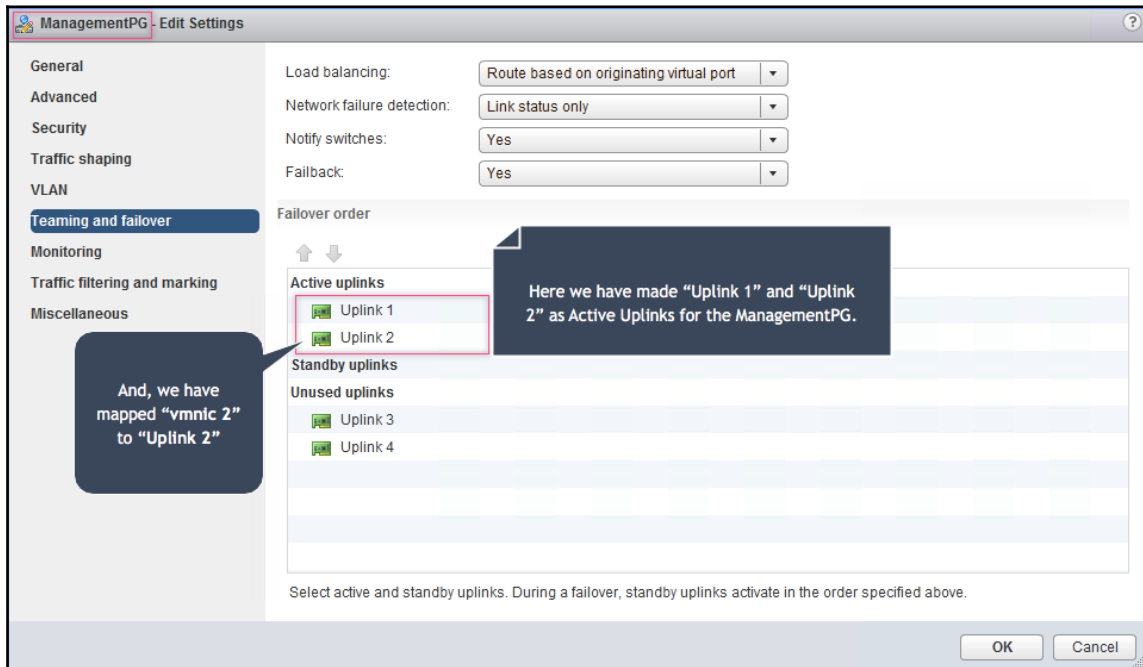 ManagementPG - Edit Settings
?
General
Advanced
Security
Traffic shaping
VLAN
Teaming and failover
Monitoring
Traffic filtering and marking
Miscellaneous
Load balancing: Route based on originating virtual port
Network failure detection: Link status only
Notify switches: Yes
Failback: Yes
Failover order
Active uplinks
Uplink 1
Uplink 2
Standby uplinks
Unused uplinks
Uplink 3
Uplink 4
Here we have made “Uplink 1” and “Uplink
2” as Active Uplinks for the ManagementPG.
And, we have
mapped “vmnic 2”
to “Uplink 2”
Select active and standby uplinks. During a failover, standby uplinks activate in the order specified above.
OK Cancel